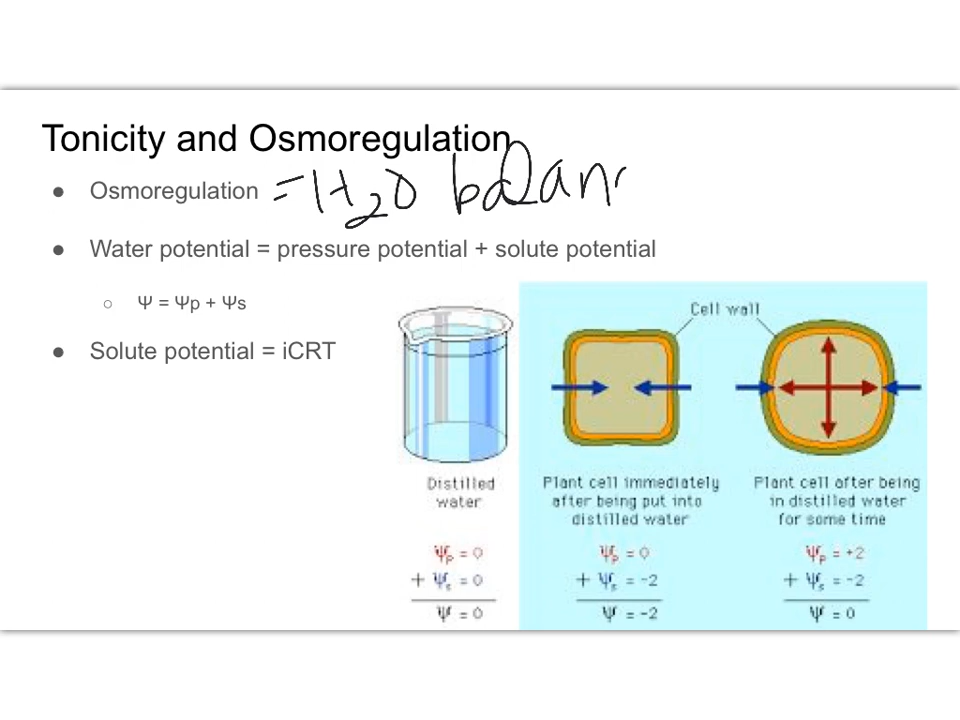 Tonicity and Osmoregulation
● Osmoregulation =H2O balanc
● Water potential = pressure potential + solute potential
○ Ψ = Ψp + Ψs
● Solute potential = iCRT
Cell wall
Distilled
water
Ψp = 0
+ Ψs = 0
Ψ = 0
Plant cell immediately
after being put into
distilled water
Ψp = 0
+ Ψs = -2
Ψ = -2
Plant cell after being
in distilled water
for some time
Ψp = +2
+ Ψs = -2
Ψ = 0